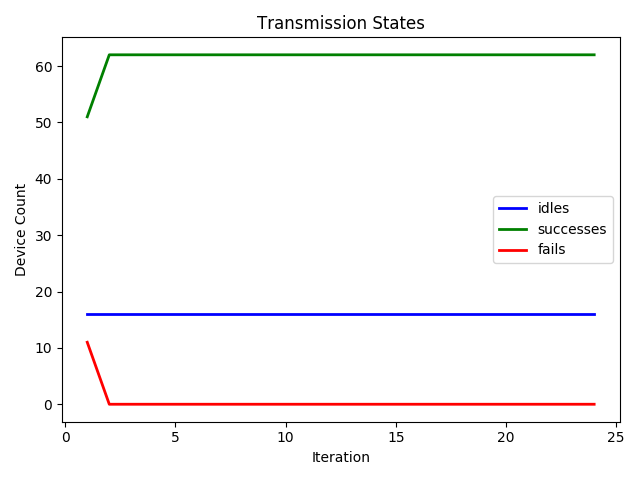 Transmission States
Device Count
60
50
40
30
20
10
0
idles
successes
fails
0 5 10 15 20 25
Iteration